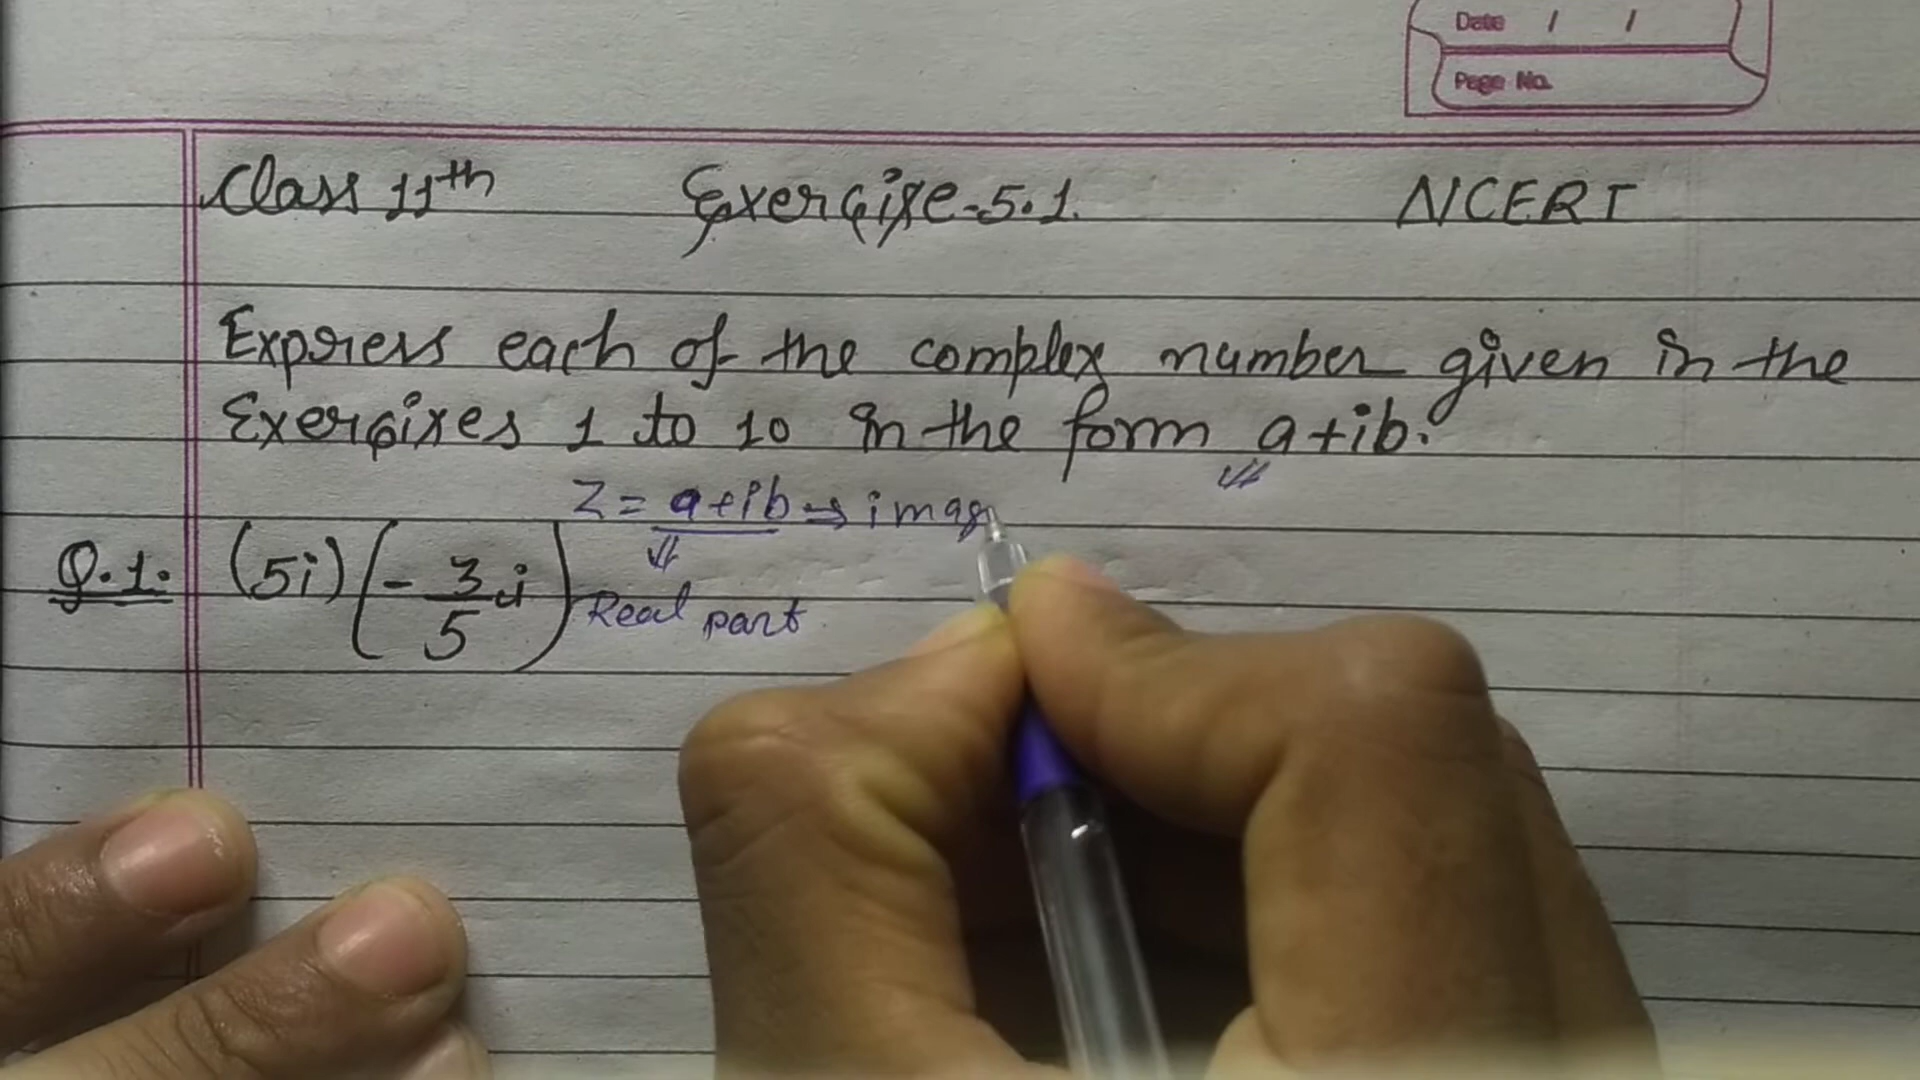 Date / /
Page No.
Class 11th Exercise-5.1. NCERT
Express each of the complex number given in the
Exercises 1 to 10 in the form a+ib.
Z = a+ib → imag
Q.1. (5i)(-3/5 i) Real part